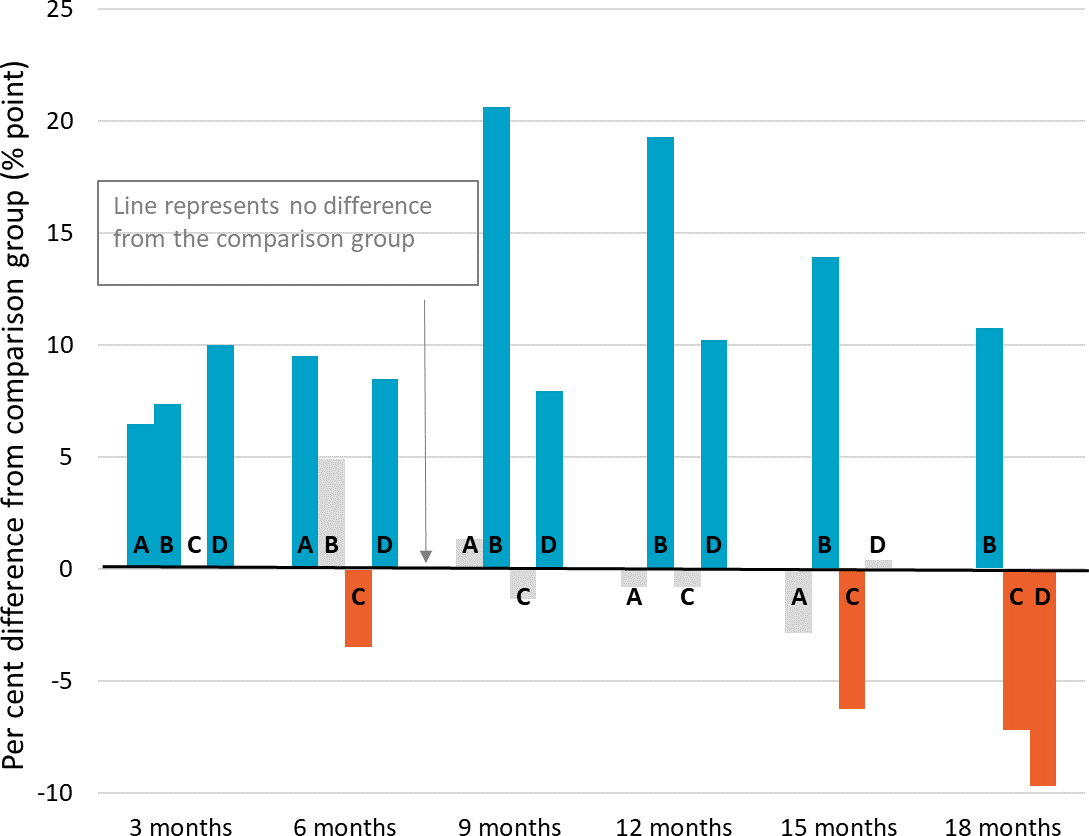 Per cent difference from comparison group (% point)
25
20
15
10
5
0
-5
-10
Line represents no difference
from the comparison group
A B C D
A B C D
A B C D
A B C D
A B C D
B C D
3 months
6 months
9 months
12 months
15 months
18 months